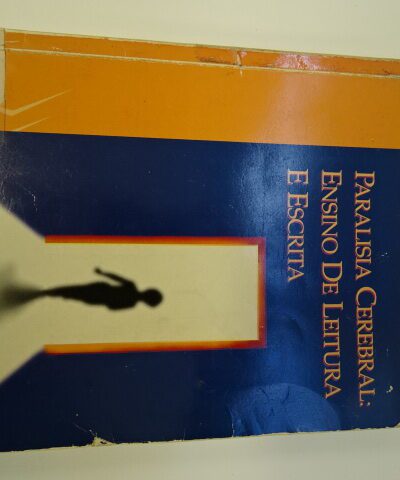 PARALISIA CEREBRAL:
ENSINO DE LEITURA
E ESCRITA